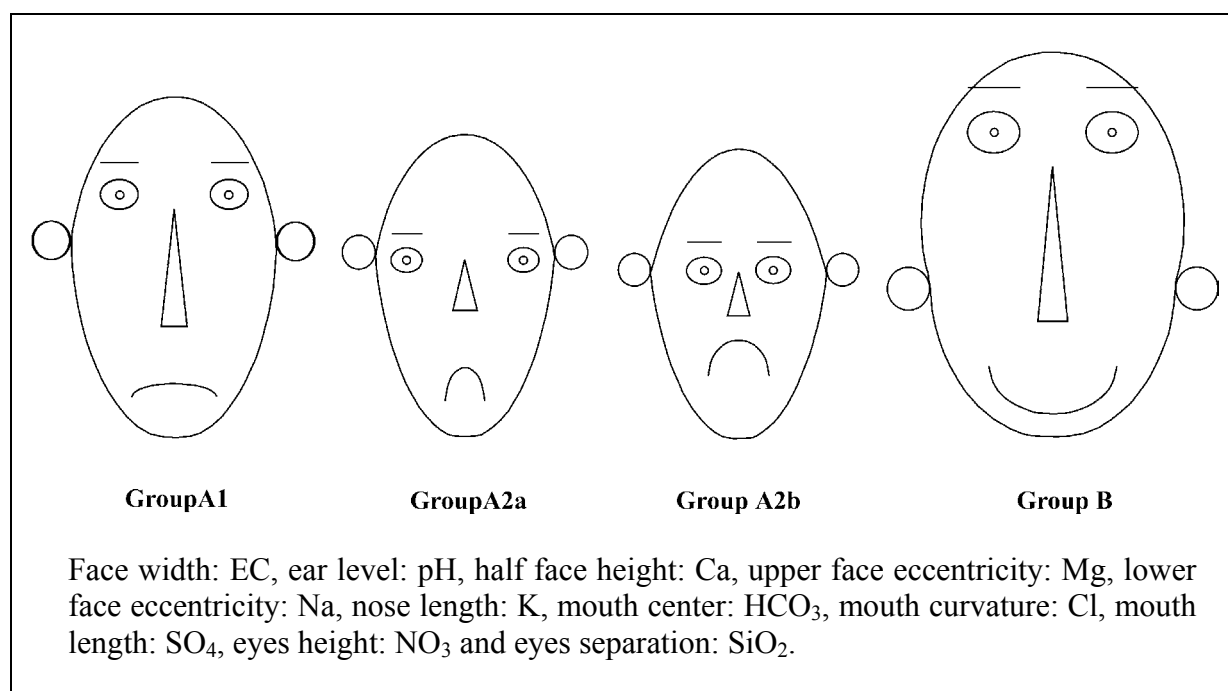 GroupA1
GroupA2a
Group A2b
Group B
Face width: EC, ear level: pH, half face height: Ca, upper face eccentricity: Mg, lower
face eccentricity: Na, nose length: K, mouth center: HCO₃, mouth curvature: Cl, mouth
length: SO₄, eyes height: NO₃ and eyes separation: SiO₂.